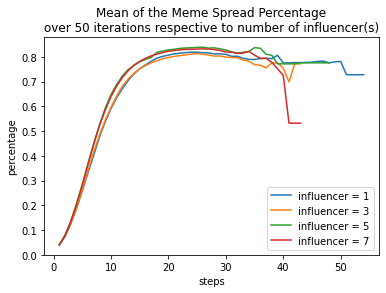 Mean of the Meme Spread Percentage
over 50 iterations respective to number of influencer(s)
percentage
0.8
0.7
0.6
0.5
0.4
0.3
0.2
0.1
0.0
influencer = 1
influencer = 3
influencer = 5
influencer = 7
0 10 20 30 40 50
steps